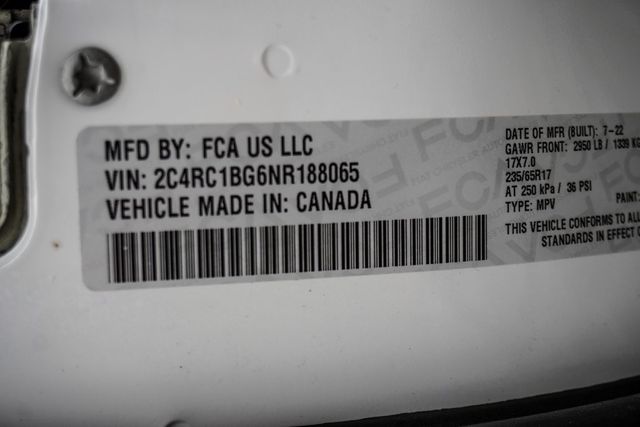 MFD BY: FCA US LLC
VIN: 2C4RC1BG6NR188065
VEHICLE MADE IN: CANADA
DATE OF MFR (BUILT): 7-22
GAWR FRONT: 2950 LB / 1339 KG
17X7.0
235/65R17
AT 250 kPa / 36 PSI
TYPE: MPV
PAINT:
THIS VEHICLE CONFORMS TO ALL
STANDARDS IN EFFECT O